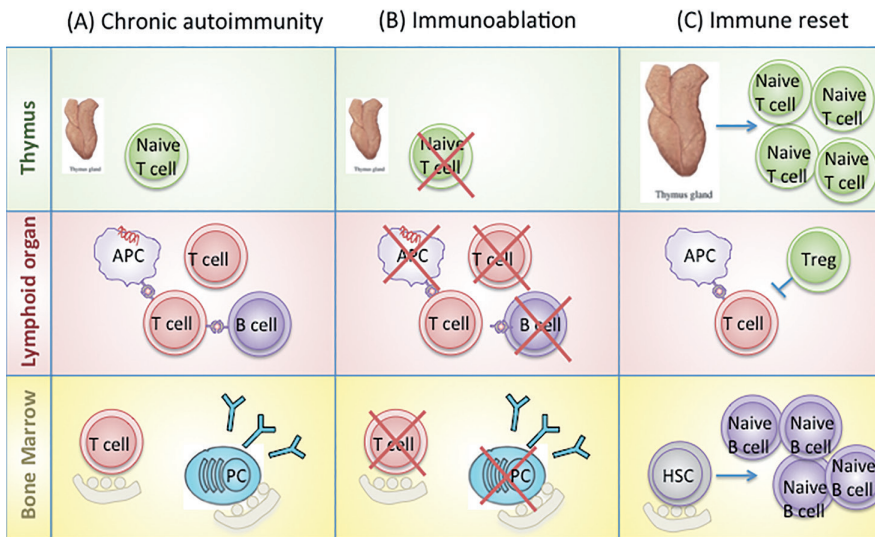 (A) Chronic autoimmunity
(B) Immunoablation
(C) Immune reset
Thymus
Thymus gland
Naive
T cell
Thymus gland
Naive
T cell
Thymus gland
Naive
T cell
Naive
T cell
Naive
T cell
Naive
T cell
Lymphoid organ
APC
T cell
T cell
B cell
APC
T cell
T cell
B cell
APC
Treg
T cell
Bone Marrow
T cell
PC
T cell
PC
HSC
Naive
B cell
Naive
B cell
Naive
B cell
Naive
B cell